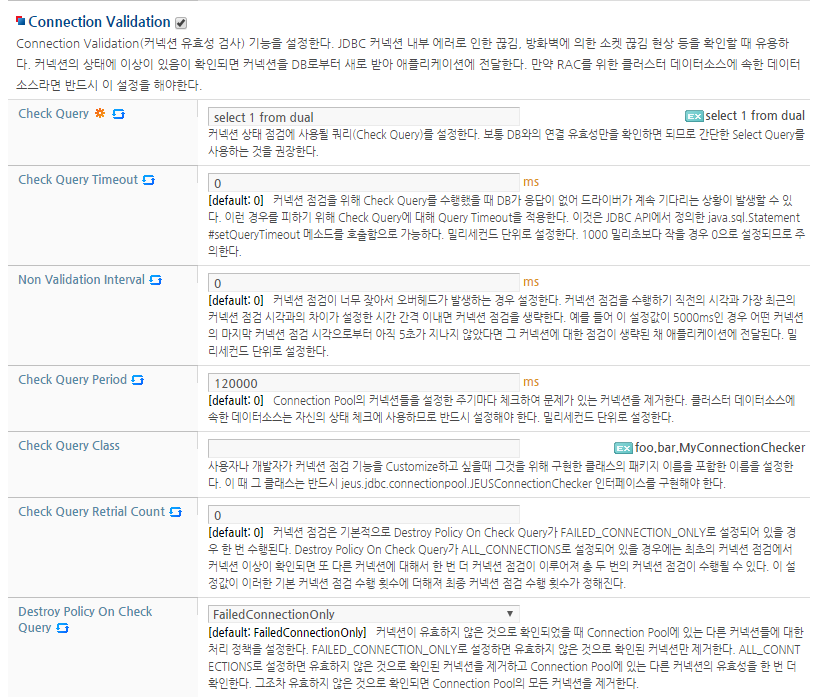 Connection Validation
Connection Validation(커넥션 유효성 검사) 기능을 설정한다. JDBC 커넥션 내부 에러로 인한 끊김, 방화벽에 의한 소켓 끊김 현상 등을 확인할 때 유용하
다. 커넥션의 상태에 이상이 있음이 확인되면 커넥션을 DB로부터 새로 받아 애플리케이션에 전달한다. 만약 RAC를 위한 클러스터 데이터소스에 속한 데이터
소스라면 반드시 이 설정을 해야한다.
Check Query
select 1 from dual
EX select 1 from dual
커넥션 상태 점검에 사용될 쿼리(Check Query)를 설정한다. 보통 DB와의 연결 유효성만을 확인하면 되므로 간단한 Select Query를
사용하는 것을 권장한다.
Check Query Timeout
0 ms
[default: 0] 커넥션 점검을 위해 Check Query를 수행했을 때 DB가 응답이 없어 드라이버가 계속 기다리는 상황이 발생할 수 있
다. 이런 경우를 피하기 위해 Check Query에 대해 Query Timeout을 적용한다. 이것은 JDBC API에서 정의한 java.sql.Statement
#setQueryTimeout 메소드를 호출함으로 가능하다. 밀리세컨드 단위로 설정한다. 1000 밀리초보다 작을 경우 0으로 설정되므로 주
의한다.
Non Validation Interval
0 ms
[default: 0] 커넥션 점검이 너무 잦아서 오버헤드가 발생하는 경우 설정한다. 커넥션 점검을 수행하기 직전의 시각과 가장 최근의
커넥션 점검 시각과의 차이가 설정한 시간 간격 이내면 커넥션 점검을 생략한다. 예를 들어 이 설정값이 5000ms인 경우 어떤 커넥션
의 마지막 커넥션 점검 시각으로부터 아직 5초가 지나지 않았다면 그 커넥션에 대한 점검이 생략된 채 애플리케이션에 전달된다. 밀
리세컨드 단위로 설정한다.
Check Query Period
120000 ms
[default: 0] Connection Pool의 커넥션들을 설정한 주기마다 체크하여 문제가 있는 커넥션을 제거한다. 클러스터 데이터소스에
속한 데이터소스는 자신의 상태 체크에 사용하므로 반드시 설정해야 한다. 밀리세컨드 단위로 설정한다.
Check Query Class
EX foo.bar.MyConnectionChecker
사용자나 개발자가 커넥션 점검 기능을 Customize하고 싶을때 그것을 위해 구현한 클래스의 패키지 이름을 포함한 이름을 설정한
다. 이 때 그 클래스는 반드시 jeus.jdbc.connectionpool.JEUSConnectionChecker 인터페이스를 구현해야 한다.
Check Query Retrial Count
0
[default: 0] 커넥션 점검은 기본적으로 Destroy Policy On Check Query가 FAILED_CONNECTION_ONLY로 설정되어 있을 경
우 한 번 수행된다. Destroy Policy On Check Query가 ALL_CONNECTIONS로 설정되어 있을 경우에는 최초의 커넥션 점검에서
커넥션 이상이 확인되면 또 다른 커넥션에 대해서 한 번 더 커넥션 점검이 이루어져 총 두 번의 커넥션 점검이 수행될 수 있다. 이 설
정값이 이러한 기본 커넥션 점검 수행 횟수에 더해져 최종 커넥션 점검 수행 횟수가 정해진다.
Destroy Policy On Check
Query
FailedConnectionOnly
[default: FailedConnectionOnly] 커넥션이 유효하지 않은 것으로 확인되었을 때 Connection Pool에 있는 다른 커넥션들에 대한
처리 정책을 설정한다. FAILED_CONNECTION_ONLY로 설정하면 유효하지 않은 것으로 확인된 커넥션만 제거한다. ALL_CONNT
ECTIONS로 설정하면 유효하지 않은 것으로 확인된 커넥션을 제거하고 Connection Pool에 있는 다른 커넥션의 유효성을 한 번 더
확인한다. 그조차 유효하지 않은 것으로 확인되면 Connection Pool의 모든 커넥션을 제거한다.